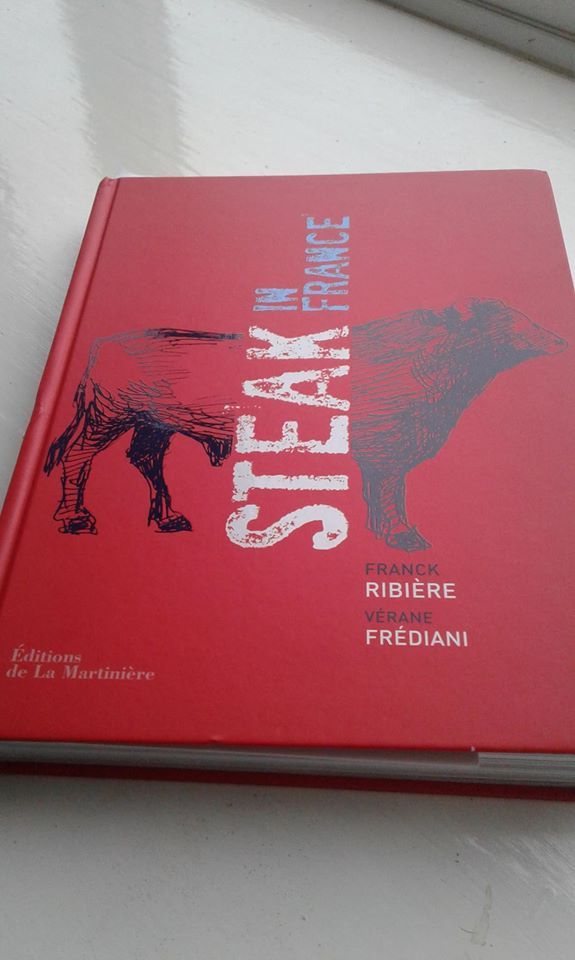 STEAK
IN
FRANCE
FRANCK
RIBIÈRE
VÉRANE
FRÉDIANI
Éditions
de La Martinière